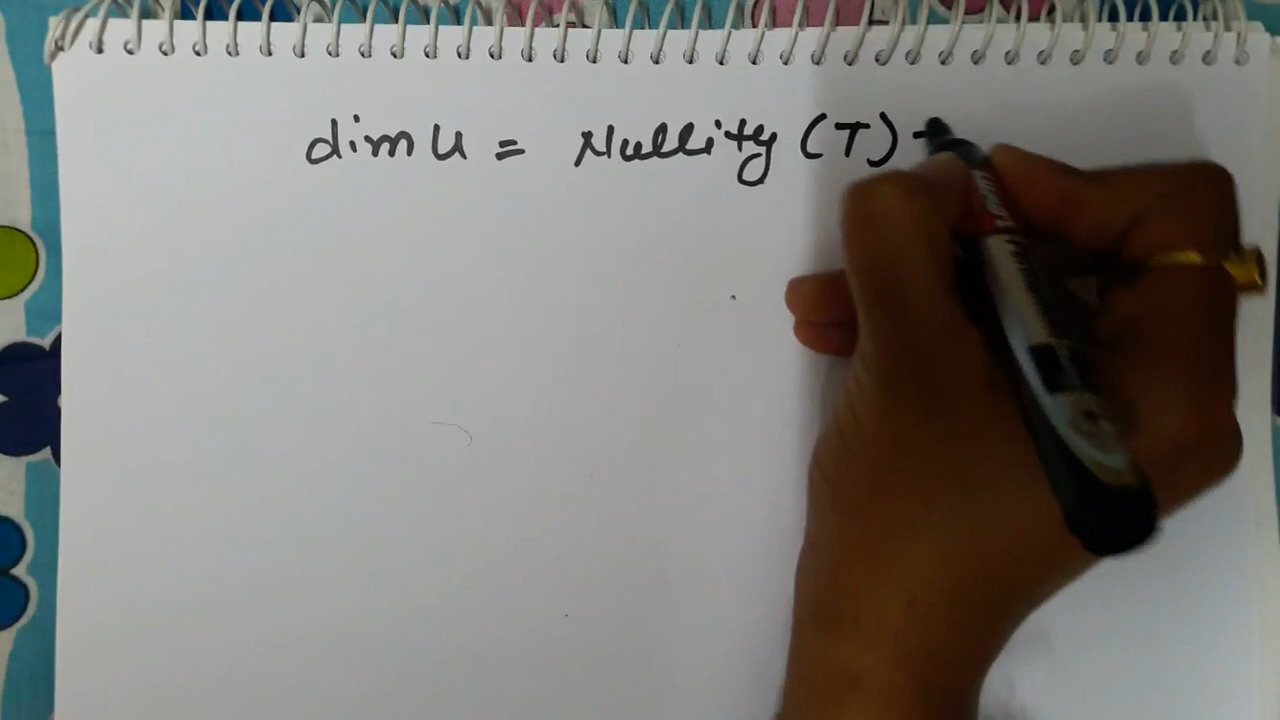 dim U = Nullity (T) +